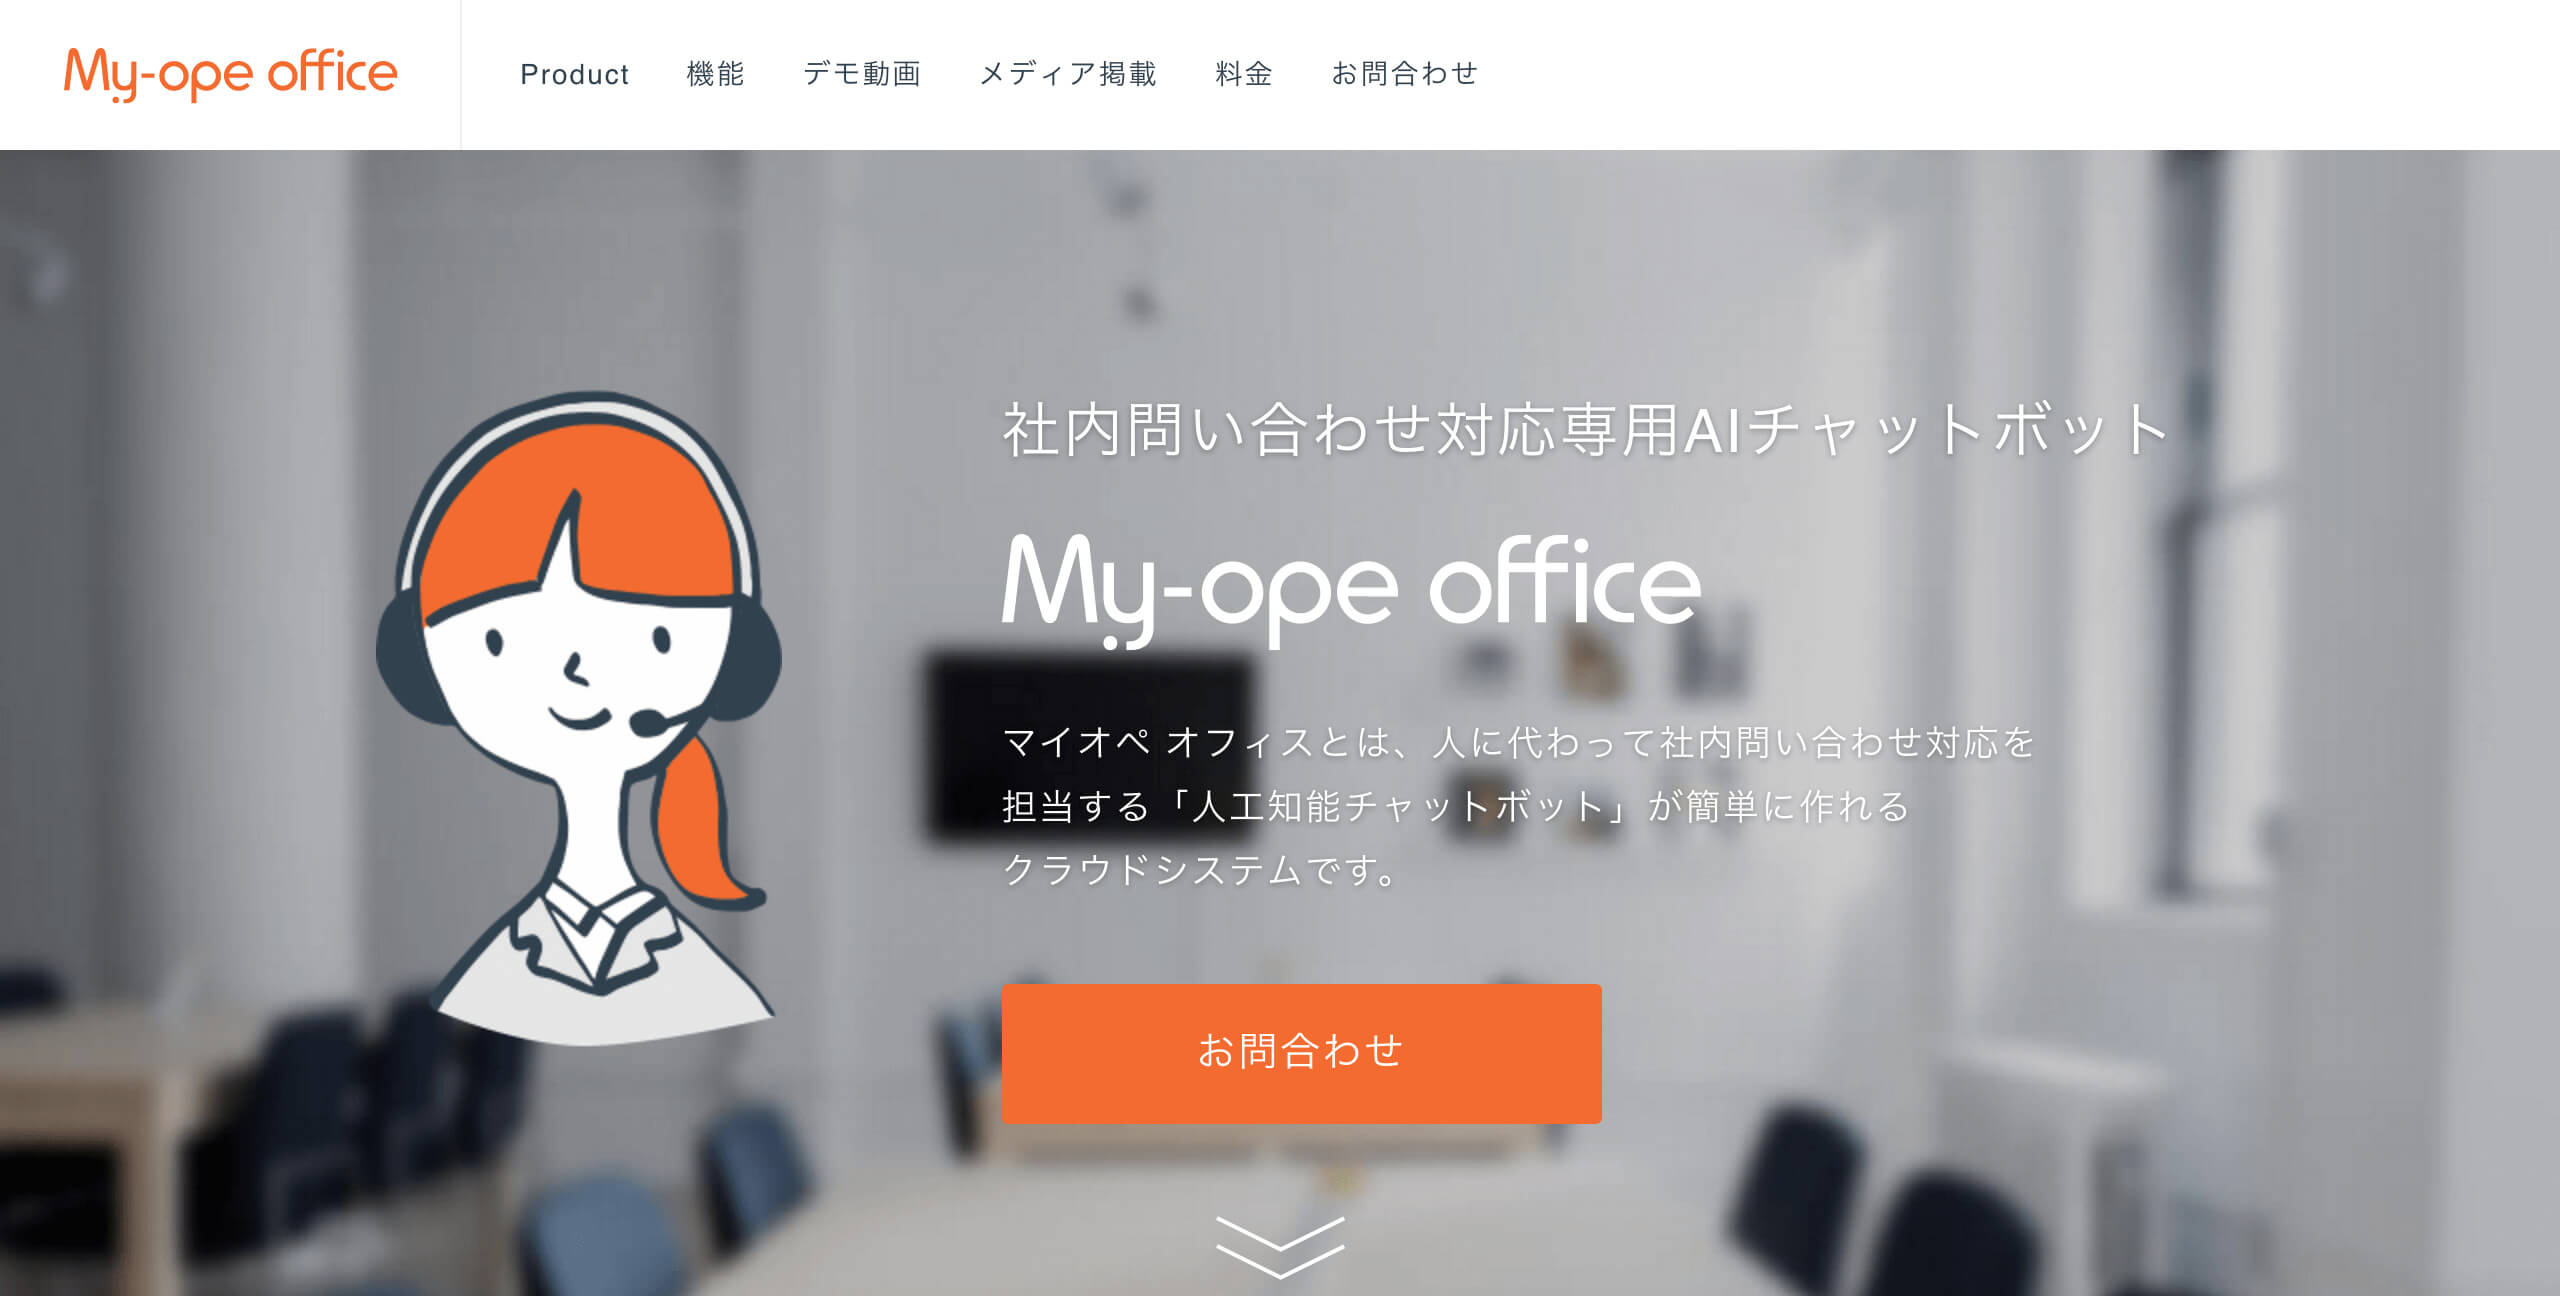 My-ope office
Product 機能 デモ動画 メディア掲載 料金 お問合わせ
社内問い合わせ対応専用AIチャットボット
My-ope office
マイオペ オフィスとは、人に代わって社内問い合わせ対応を
担当する「人工知能チャットボット」が簡単に作れる
クラウドシステムです。
お問合わせ